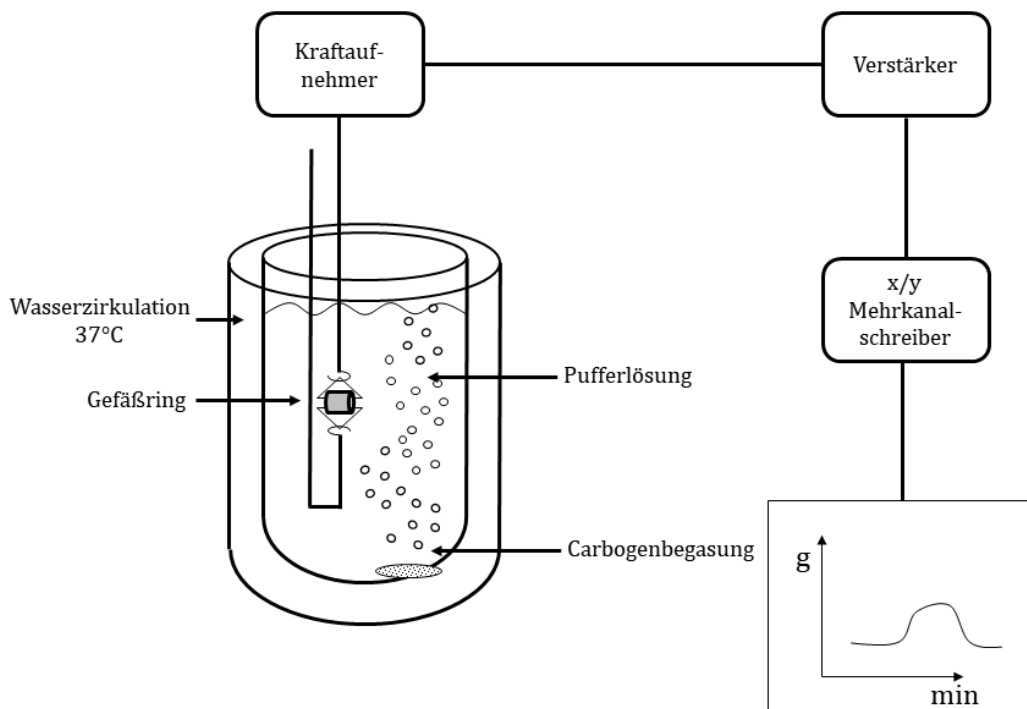 Kraftauf-
nehmer
Verstärker
Wasserzirkulation
37°C
x/y
Mehrkanal-
schreiber
Pufferlösung
Gefäßring
Carbogenbegasung
g
min